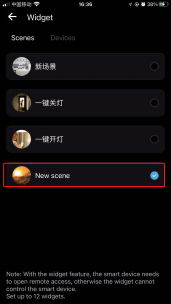 中国移动
16:36
38%
Widget
Scenes Devices
新场景
一键关灯
一键开灯
New scene
Note: With the widget feature, the smart device needs
to open remote access, otherwise the widget cannot
control the smart device.
Set up to 12 widgets.